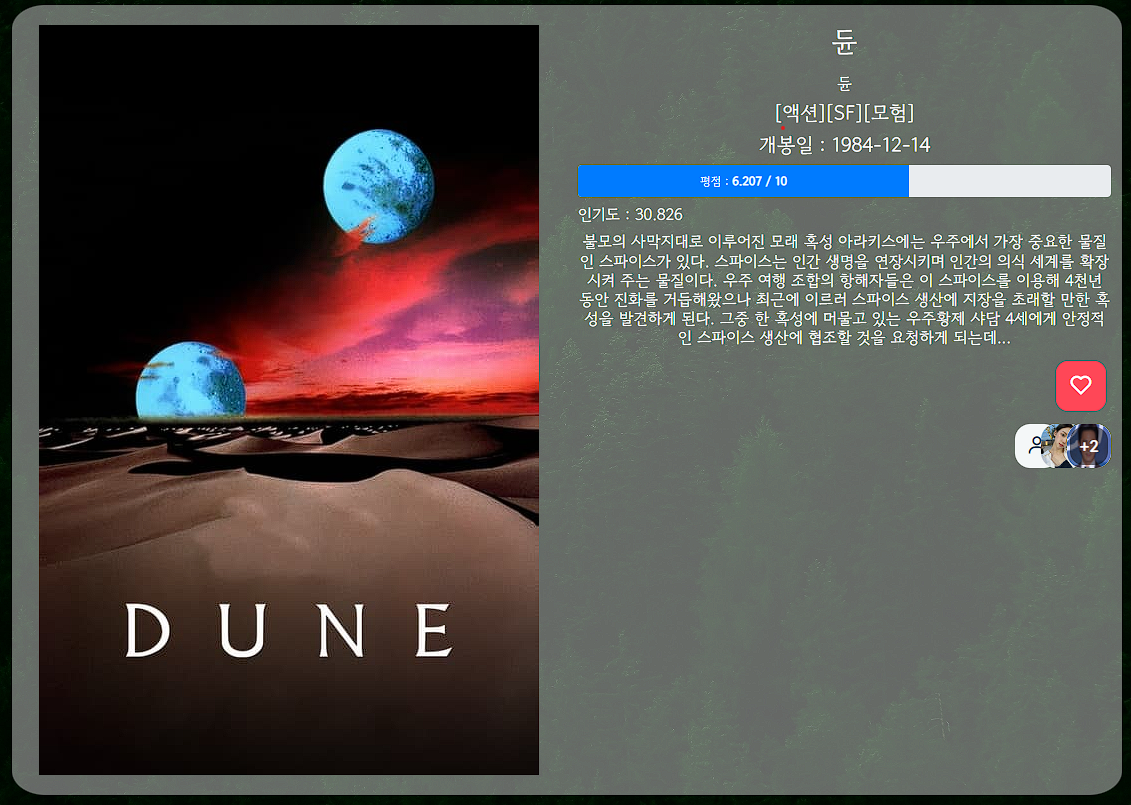 듄
듄
[액션][SF][모험]
개봉일 : 1984-12-14
평점 : 6.207 / 10
인기도 : 30.826
불모의 사막지대로 이루어진 모래 혹성 아라키스에는 우주에서 가장 중요한 물질
인 스파이스가 있다. 스파이스는 인간 생명을 연장시키며 인간의 의식 세계를 확장
시켜 주는 물질이다. 우주 여행 조합의 항해자들은 이 스파이스를 이용해 4천년
동안 진화를 거듭해왔으나 최근에 이르러 스파이스 생산에 지장을 초래할 만한 혹
성을 발견하게 된다. 그중 한 혹성에 머물고 있는 우주황제 샤담 4세에게 안정적
인 스파이스 생산에 협조할 것을 요청하게 되는데...
+2
DUNE